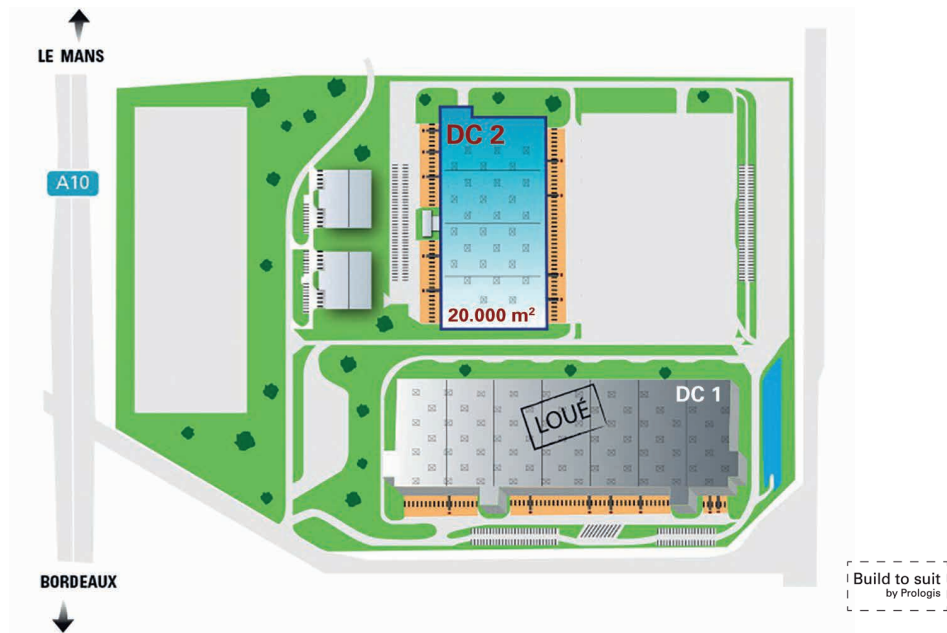 LE MANS
A10
DC 2
20.000 m²
DC 1
LOUÉ
BORDEAUX
Build to suit
by Prologis